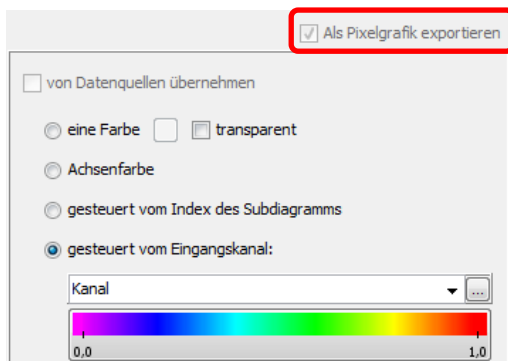 Als Pixelgrafik exportieren
von Datenquellen übernehmen
eine Farbe transparent
Achsenfarbe
gesteuert vom Index des Subdiagramms
gesteuert vom Eingangskanal:
Kanal ...
0,0 1,0